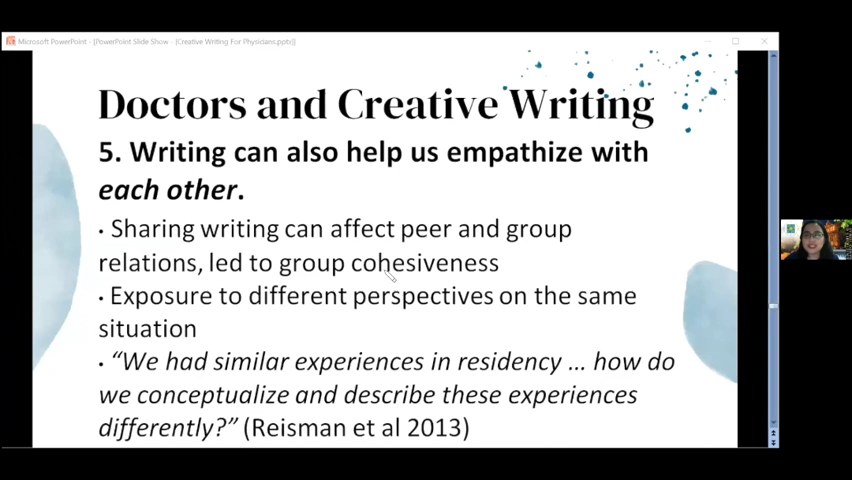 Microsoft PowerPoint - [PowerPoint Slide Show - [Creative Writing For Physicians.pptx]
Doctors and Creative Writing
5. Writing can also help us empathize with
each other.
• Sharing writing can affect peer and group
relations, led to group cohesiveness
• Exposure to different perspectives on the same
situation
• “We had similar experiences in residency ... how do
we conceptualize and describe these experiences
differently?” (Reisman et al 2013)